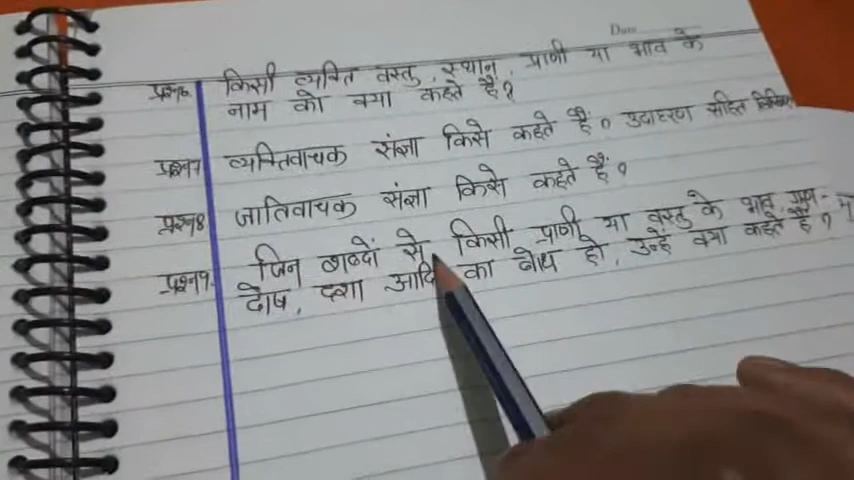 Date
प्रश्न6 किसी व्यक्ति वस्तु, स्थान, प्राणी या भाव के
नाम को क्या कहते हैं?
प्रश्न7 व्यक्तिवाचक संज्ञा किसे कहते हैं? उदाहरण सहित लिखिए
प्रश्न8 जातिवाचक संज्ञा किसे कहते हैं?
प्रश्न9. जिन शब्दों से किसी प्राणी या वस्तु के भाव, गुण-
दोष, दशा आदि का बोध हो, उन्हें क्या कहते हैं?